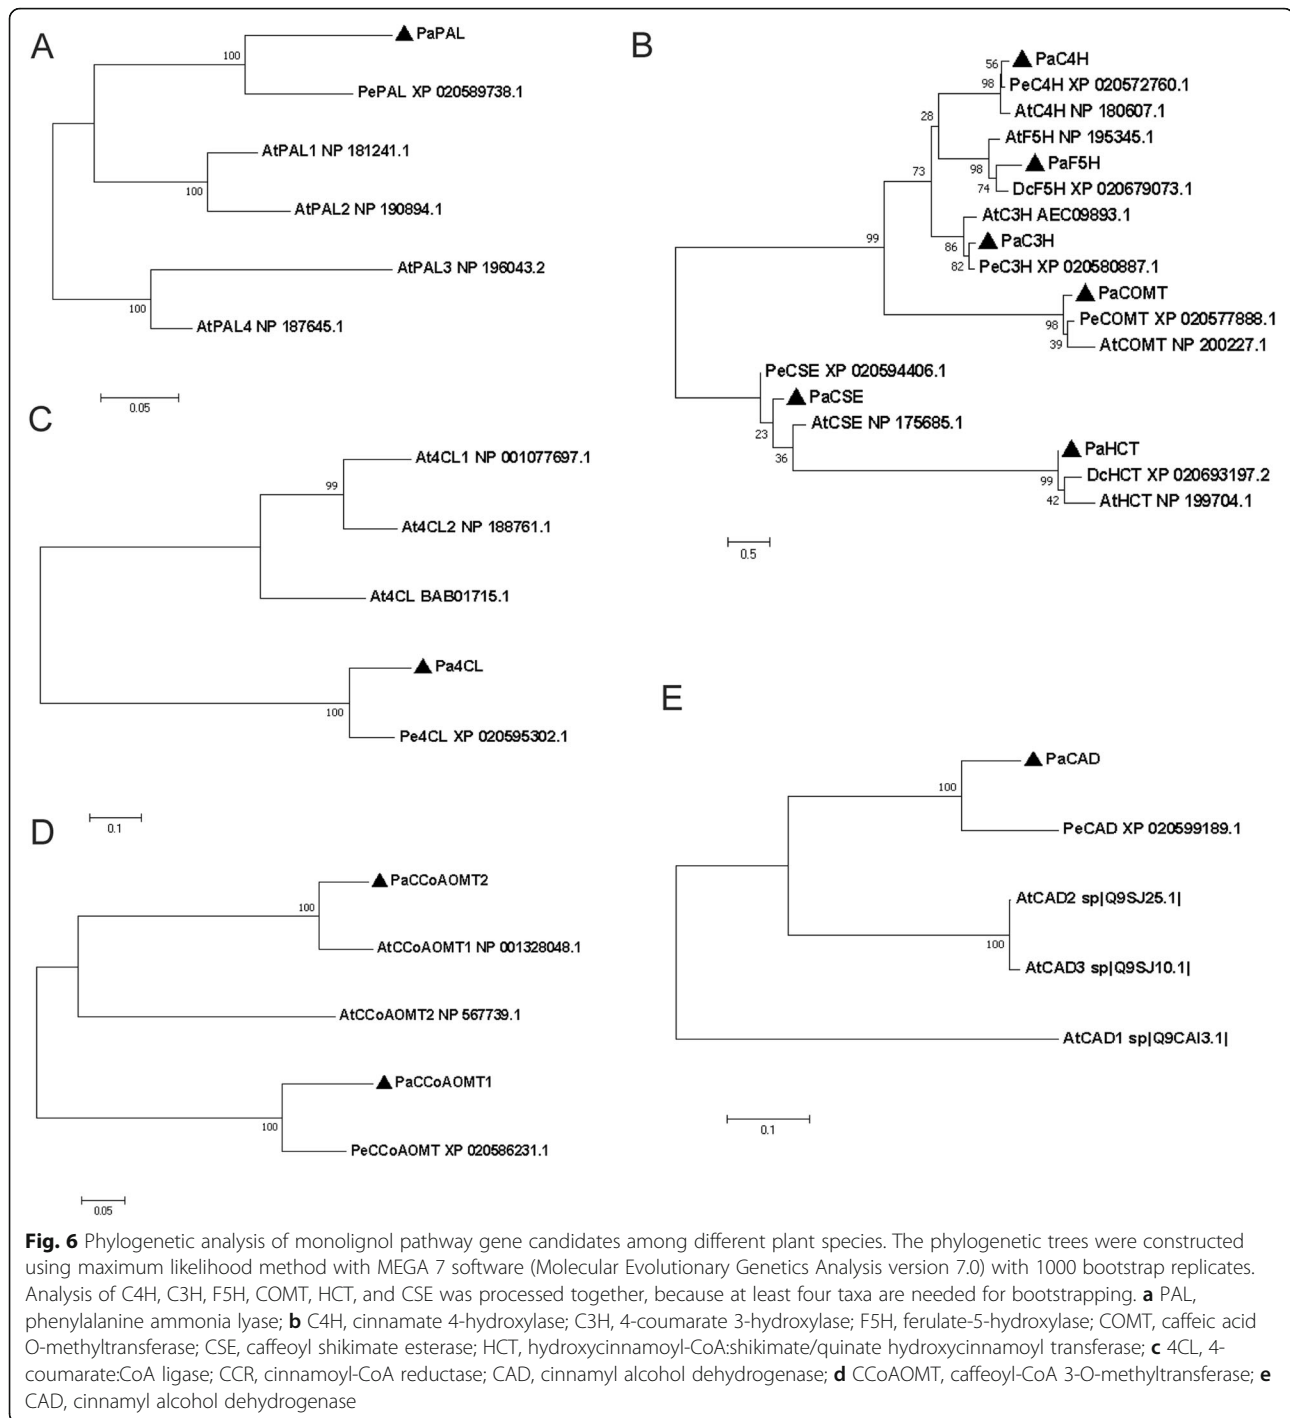 A
PaPAL
100
PePAL XP 020589738.1
AtPAL1 NP 181241.1
100
AtPAL2 NP 190894.1
AtPAL3 NP 196043.2
100
AtPAL4 NP 187645.1
0.05
B
PaC4H
56
98
PeC4H XP 020572760.1
AtC4H NP 180607.1
28
AtF5H NP 195345.1
PaF5H
98
74
DcF5H XP 020679073.1
73
AtC3H AEC09893.1
PaC3H
86
82
PeC3H XP 020580887.1
99
PaCOMT
PeCOMT XP 020577888.1
98
39
AtCOMT NP 200227.1
PeCSE XP 020594406.1
PaCSE
AtCSE NP 175685.1
23
36
PaHCT
DcHCT XP 020693197.2
99
42
AtHCT NP 199704.1
0.5
C
At4CL1 NP 001077697.1
99
At4CL2 NP 188761.1
At4CL BAB01715.1
Pa4CL
100
Pe4CL XP 020595302.1
0.1
D
PaCCoAOMT2
100
AtCCoAOMT1 NP 001328048.1
AtCCoAOMT2 NP 567739.1
PaCCoAOMT1
100
PeCCoAOMT XP 020586231.1
0.05
E
PaCAD
100
PeCAD XP 020599189.1
AtCAD2 sp|Q9SJ25.1|
100
AtCAD3 sp|Q9SJ10.1|
AtCAD1 sp|Q9CAI3.1|
0.1
Fig. 6 Phylogenetic analysis of monolignol pathway gene candidates among different plant species. The phylogenetic trees were constructed
using maximum likelihood method with MEGA 7 software (Molecular Evolutionary Genetics Analysis version 7.0) with 1000 bootstrap replicates.
Analysis of C4H, C3H, F5H, COMT, HCT, and CSE was processed together, because at least four taxa are needed for bootstrapping. a PAL,
phenylalanine ammonia lyase; b C4H, cinnamate 4-hydroxylase; C3H, 4-coumarate 3-hydroxylase; F5H, ferulate-5-hydroxylase; COMT, caffeic acid
O-methyltransferase; CSE, caffeoyl shikimate esterase; HCT, hydroxycinnamoyl-CoA:shikimate/quinate hydroxycinnamoyl transferase; c 4CL, 4-
coumarate:CoA ligase; CCR, cinnamoyl-CoA reductase; CAD, cinnamyl alcohol dehydrogenase; d CCoAOMT, caffeoyl-CoA 3-O-methyltransferase; e
CAD, cinnamyl alcohol dehydrogenase